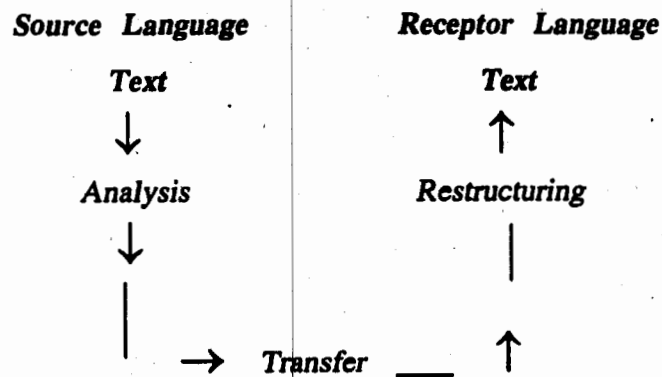 Source Language Receptor Language
Text Text
Analysis Restructuring
Transfer